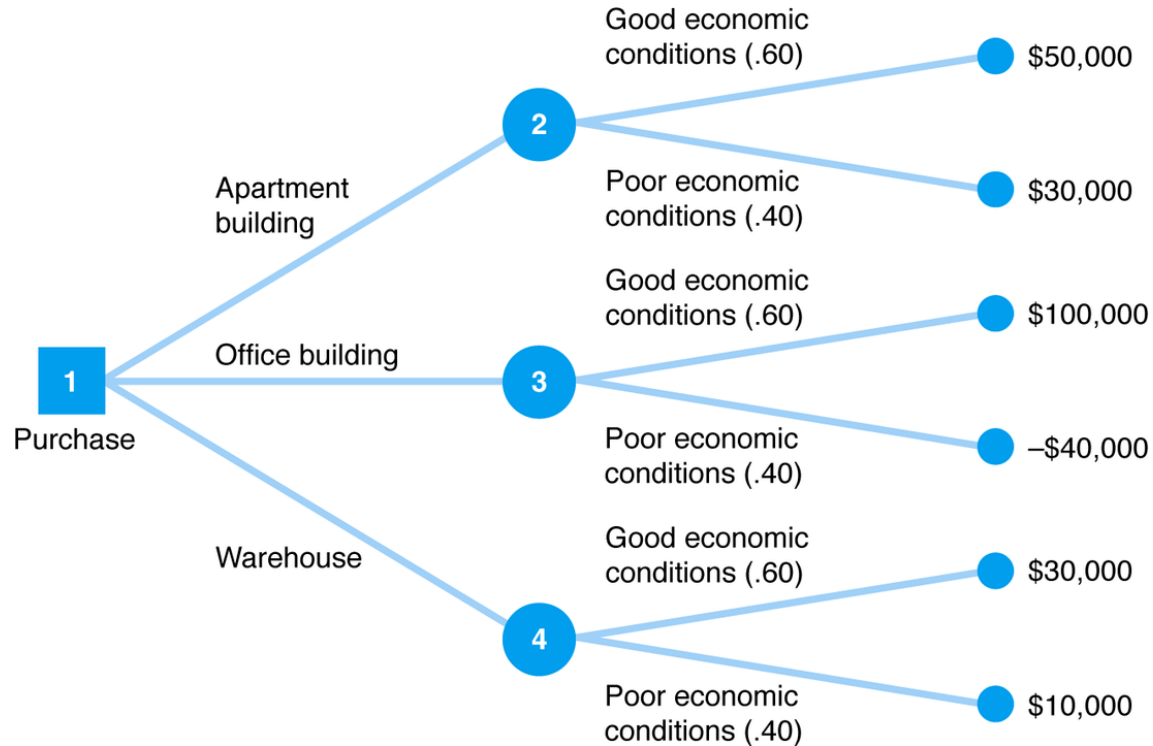 Good economic
conditions (.60)
$50,000
2
Poor economic
conditions (.40)
$30,000
Apartment
building
Good economic
conditions (.60)
$100,000
Office building
1
3
Purchase
Poor economic
conditions (.40)
–$40,000
Warehouse
Good economic
conditions (.60)
$30,000
4
Poor economic
conditions (.40)
$10,000